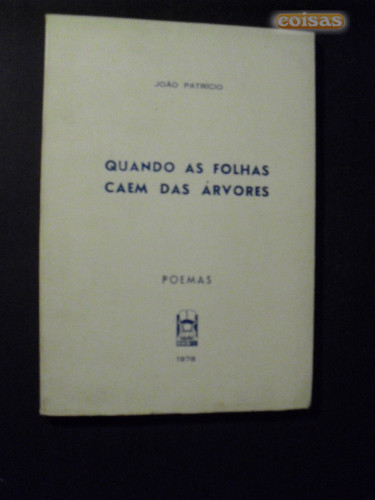 coisas
JOÃO PATRÍCIO
QUANDO AS FOLHAS
CAEM DAS ÁRVORES
POEMAS
1978